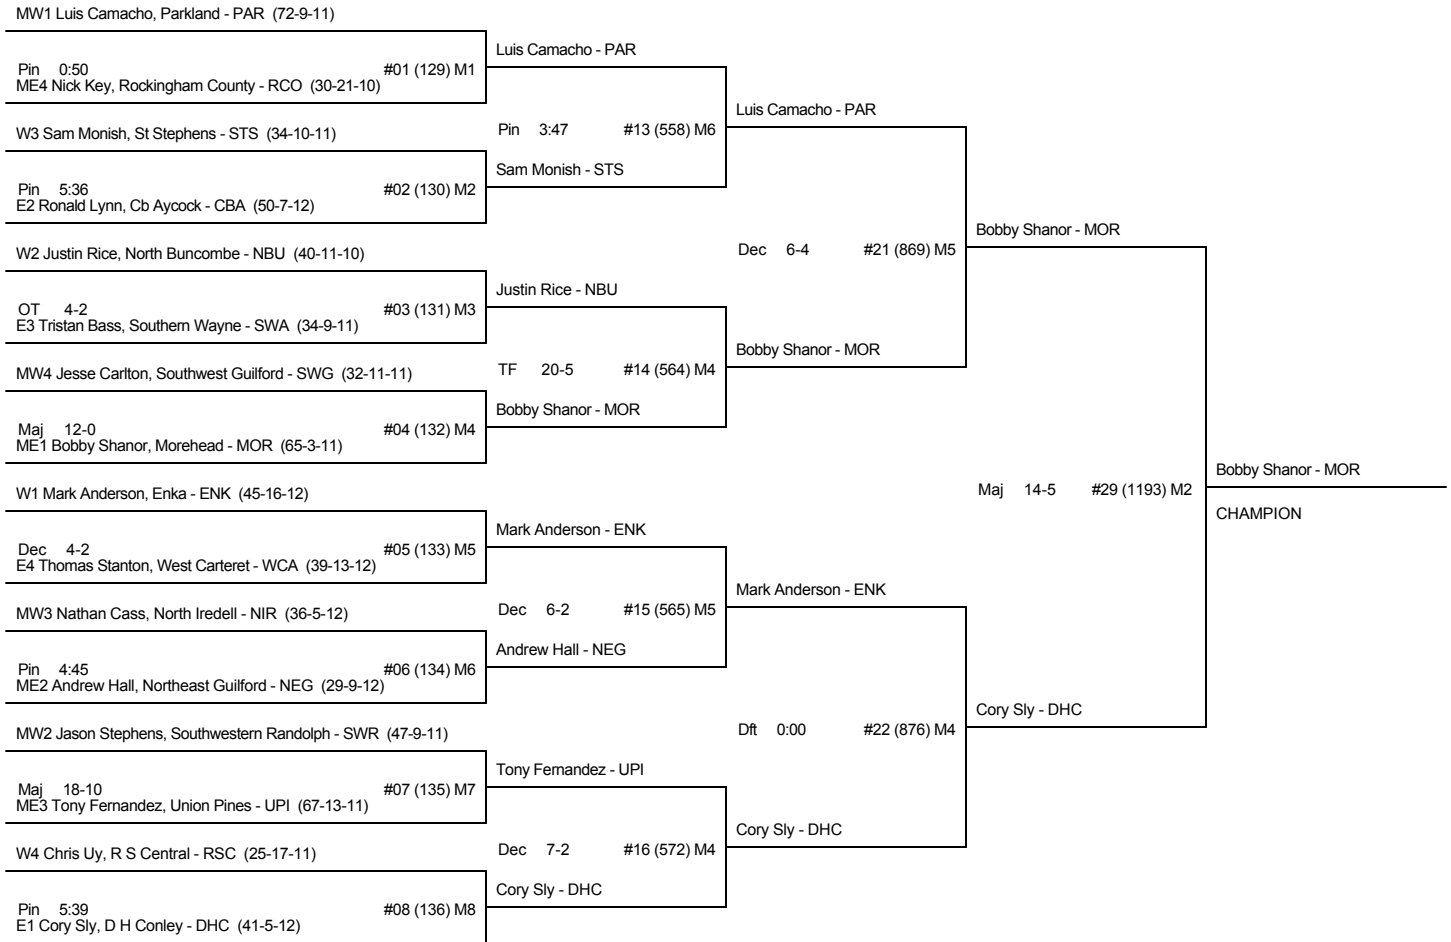 MW1 Luis Camacho, Parkland - PAR (72-9-11)
Luis Camacho - PAR
Pin 0:50 #01 (129) M1
ME4 Nick Key, Rockingham County - RCO (30-21-10)
Luis Camacho - PAR
W3 Sam Monish, St Stephens - STS (34-10-11)
Pin 3:47 #13 (558) M6
Sam Monish - STS
Pin 5:36 #02 (130) M2
E2 Ronald Lynn, Cb Aycock - CBA (50-7-12)
Bobby Shanor - MOR
W2 Justin Rice, North Buncombe - NBU (40-11-10)
Dec 6-4 #21 (869) M5
Justin Rice - NBU
OT 4-2 #03 (131) M3
E3 Tristan Bass, Southern Wayne - SWA (34-9-11)
Bobby Shanor - MOR
MW4 Jesse Carlton, Southwest Guilford - SWG (32-11-11)
TF 20-5 #14 (564) M4
Bobby Shanor - MOR
Maj 12-0 #04 (132) M4
ME1 Bobby Shanor, Morehead - MOR (65-3-11)
Bobby Shanor - MOR
W1 Mark Anderson, Enka - ENK (45-16-12)
Maj 14-5 #29 (1193) M2
CHAMPION
Mark Anderson - ENK
Dec 4-2 #05 (133) M5
E4 Thomas Stanton, West Carteret - WCA (39-13-12)
Mark Anderson - ENK
MW3 Nathan Cass, North Iredell - NIR (36-5-12)
Dec 6-2 #15 (565) M5
Andrew Hall - NEG
Pin 4:45 #06 (134) M6
ME2 Andrew Hall, Northeast Guilford - NEG (29-9-12)
Cory Sly - DHC
MW2 Jason Stephens, Southwestern Randolph - SWR (47-9-11)
Dft 0:00 #22 (876) M4
Tony Fernandez - UPI
Maj 18-10 #07 (135) M7
ME3 Tony Fernandez, Union Pines - UPI (67-13-11)
Cory Sly - DHC
W4 Chris Uy, R S Central - RSC (25-17-11)
Dec 7-2 #16 (572) M4
Cory Sly - DHC
Pin 5:39 #08 (136) M8
E1 Cory Sly, D H Conley - DHC (41-5-12)